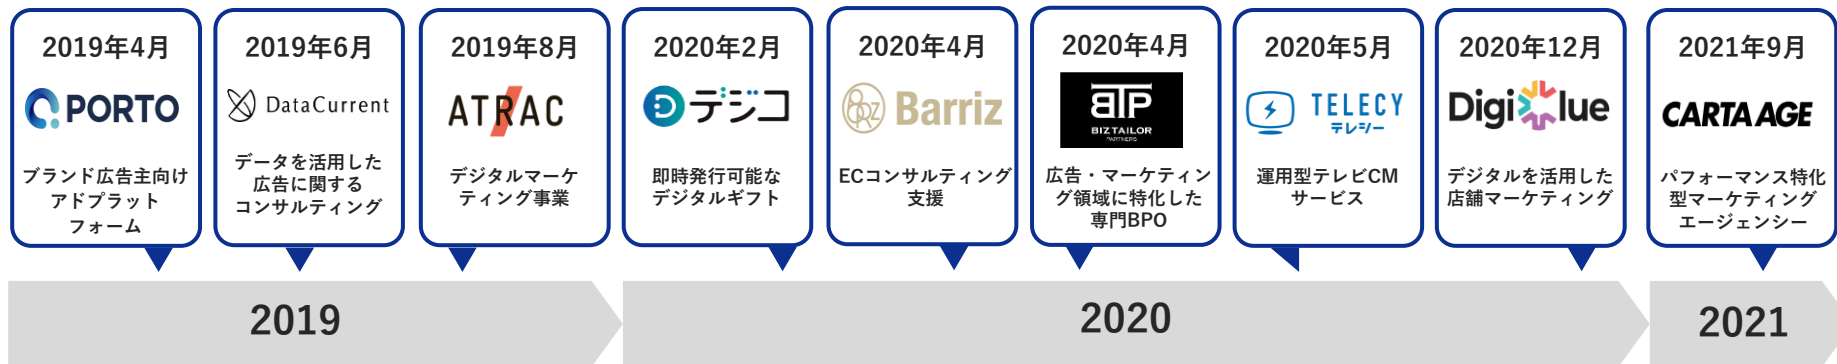 2019年4月
PORTO
ブランド広告主向け
アドプラット
フォーム
2019年6月
DataCurrent
データを活用した
広告に関する
コンサルティング
2019年8月
ATRAC
デジタルマーケ
ティング事業
2020年2月
デジコ
即時発行可能な
デジタルギフト
2020年4月
Barriz
ECコンサルティング
支援
2020年4月
BTP
BIZTAILOR
PARTNERS
広告・マーケティン
グ領域に特化した
専門BPO
2020年5月
TELECY
テレシー
運用型テレビCM
サービス
2020年12月
Digiclue
デジタルを活用した
店舗マーケティング
2021年9月
CARTA AGE
パフォーマンス特化
型マーケティング
エージェンシー
2019
2020
2021